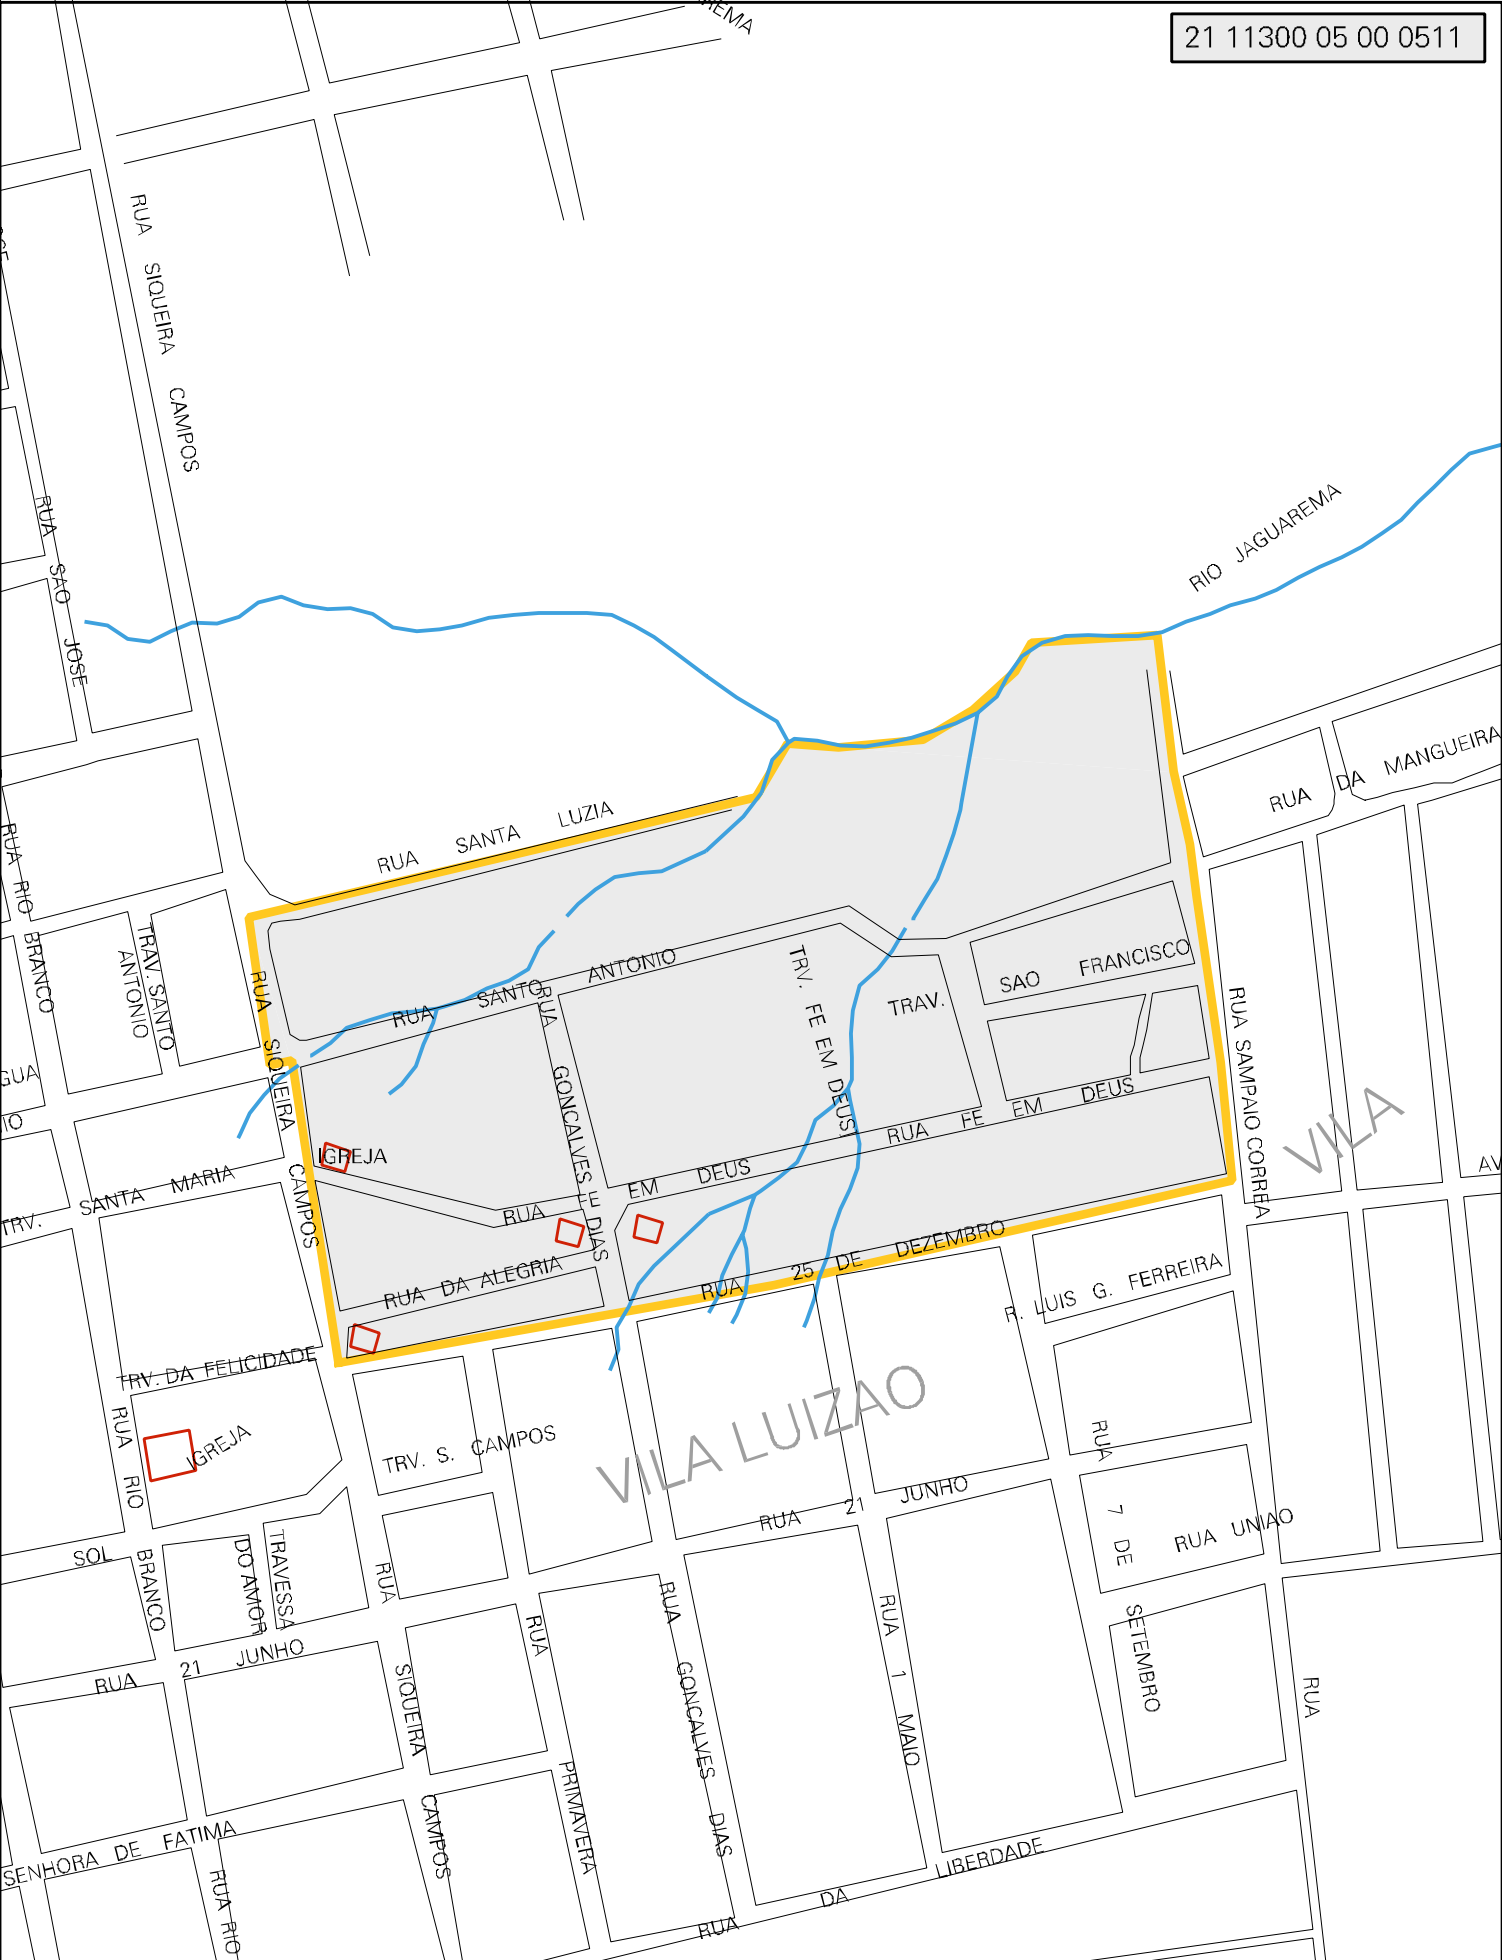 21 11300 05 00 0511
RUA SIQUEIRA CAMPOS
RUA SAO JOSE
RIO JAGUAREMA
RUA DA MANGUEIRA
RUA SANTA LUZIA
RUA RIO BRANCO
TRAV. SANTO
ANTONIO
RUA SIQUEIRA CAMPOS
RUA SANTO ANTONIO
RUA GONCALVES DIAS
TRV. FE EM DEUS
TRAV. SAO FRANCISCO
RUA SAMPAIO CORREA
VILA
AV
IGREJA
TRV. SANTA MARIA
RUA FE EM DEUS
RUA FE EM DEUS
RUA DA ALEGRIA
RUA 25 DE DEZEMBRO
R. LUIS G. FERREIRA
TRV. DA FELICIDADE
IGREJA
RUA RIO BRANCO
TRV. S. CAMPOS
VILA LUIZAO
RUA 21 JUNHO
RUA 7 DE SETEMBRO
RUA UNIAO
SOL
TRAVESSA
DO AMOR
RUA 21 JUNHO
RUA SIQUEIRA CAMPOS
RUA PRIMAVERA
RUA GONCALVES DIAS
RUA 1 MAIO
RUA
SENHORA DE FATIMA
RUA RIO
RUA DA LIBERDADE